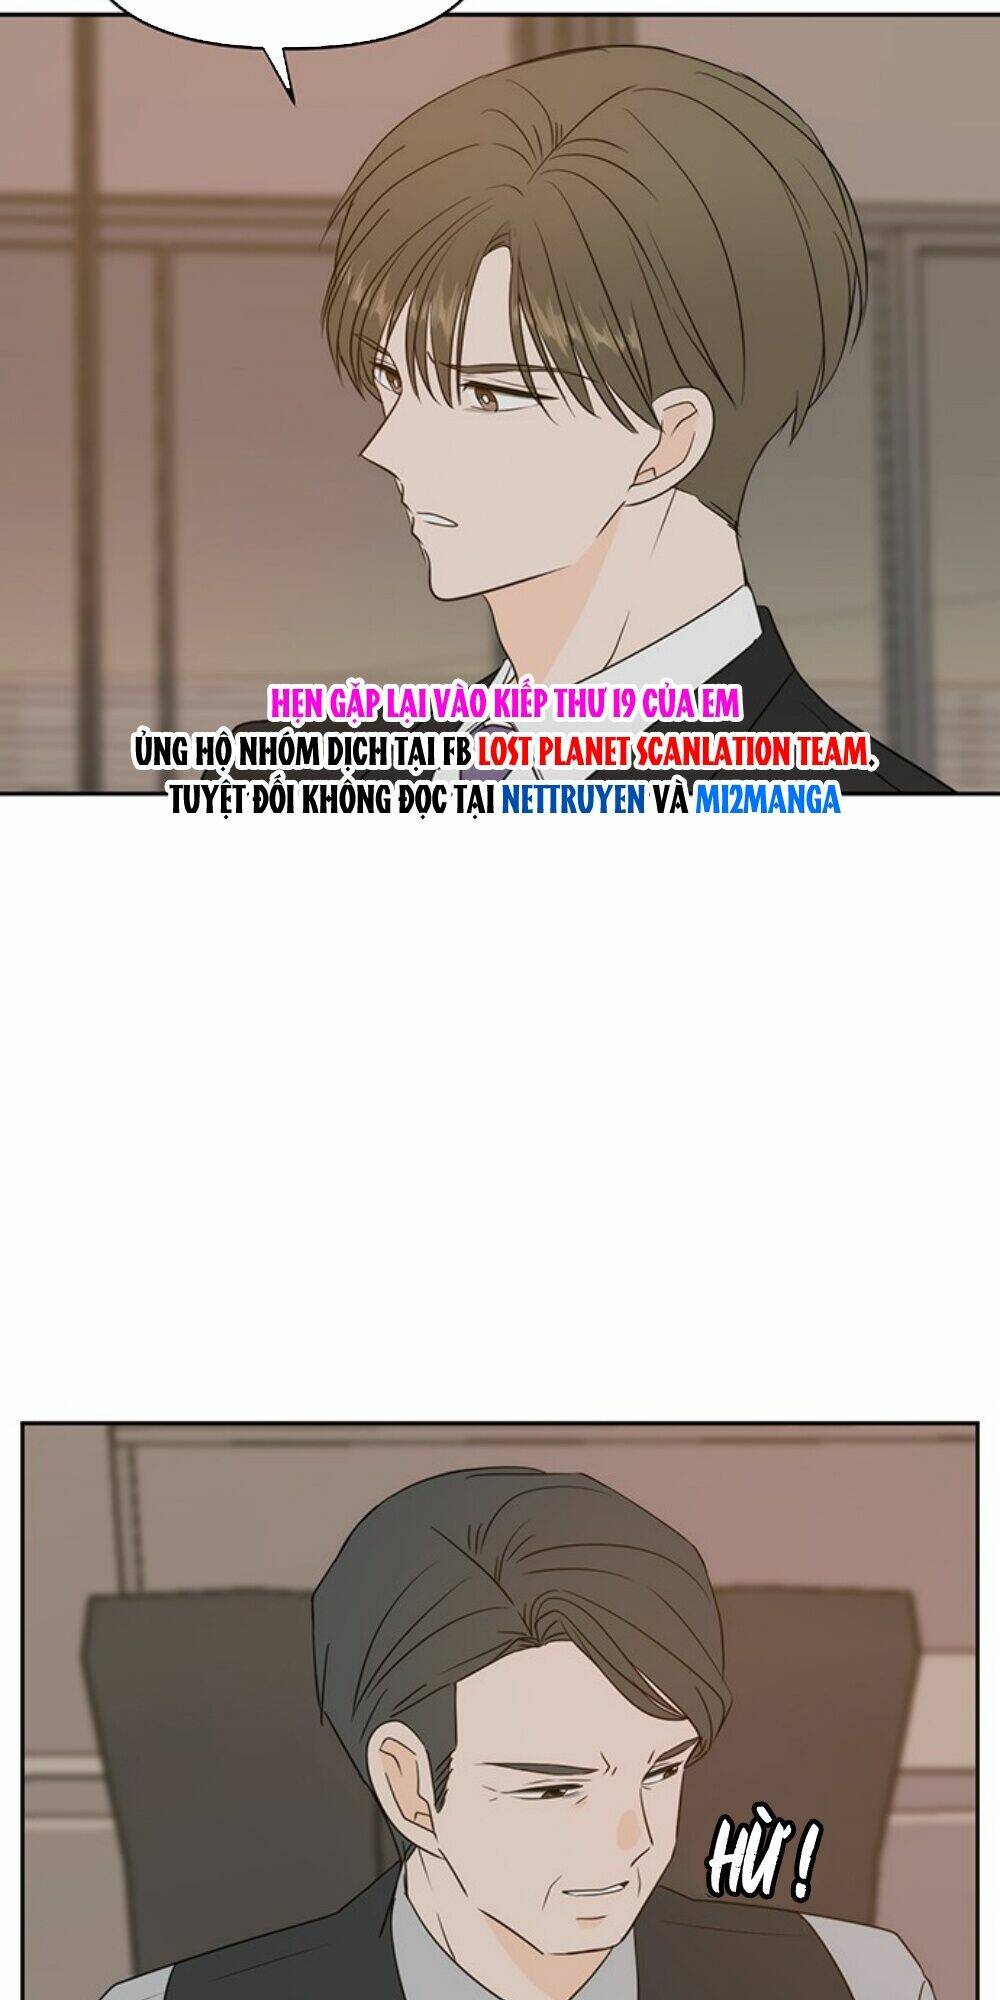 HẸN GẶP LẠI VÀO KIẾP THỨ 19 CỦA EM
ỦNG HỘ NHÓM DỊCH TẠI FB LOST PLANET SCANLATION TEAM,
TUYỆT ĐỐI KHÔNG ĐỌC TẠI NETTRUYEN VÀ MI2MANGA
HỪ!